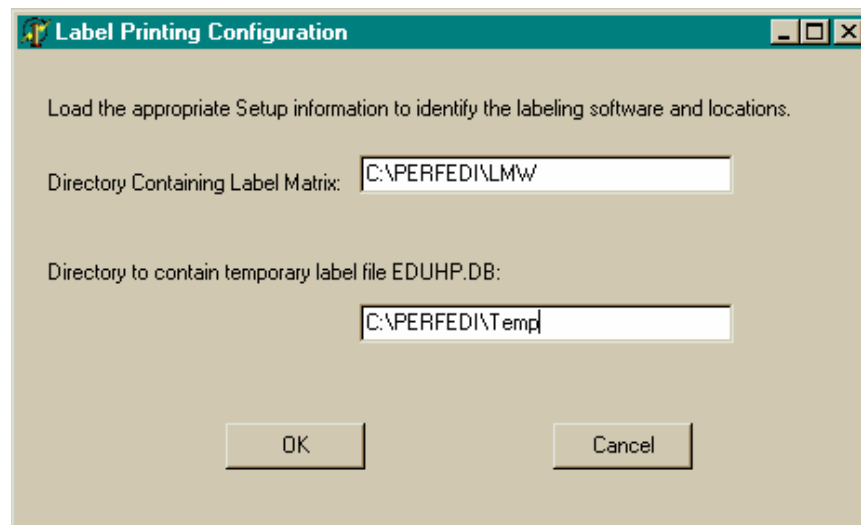 Label Printing Configuration
Load the appropriate Setup information to identify the labeling software and locations.
Directory Containing Label Matrix: C:\PERFEDI\LMW
Directory to contain temporary label file EDUHP.DB:
C:\PERFEDI\Temp
OK Cancel